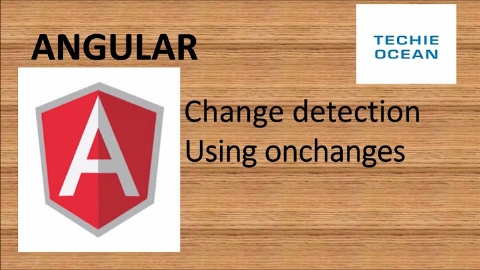 ANGULAR
TECHIE
OCEAN
A
Change detection
Using onchanges